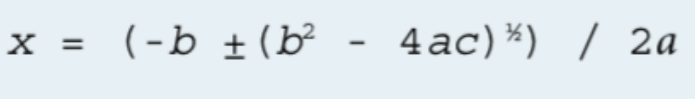 x = (-b ±(b² - 4ac)^½) / 2a